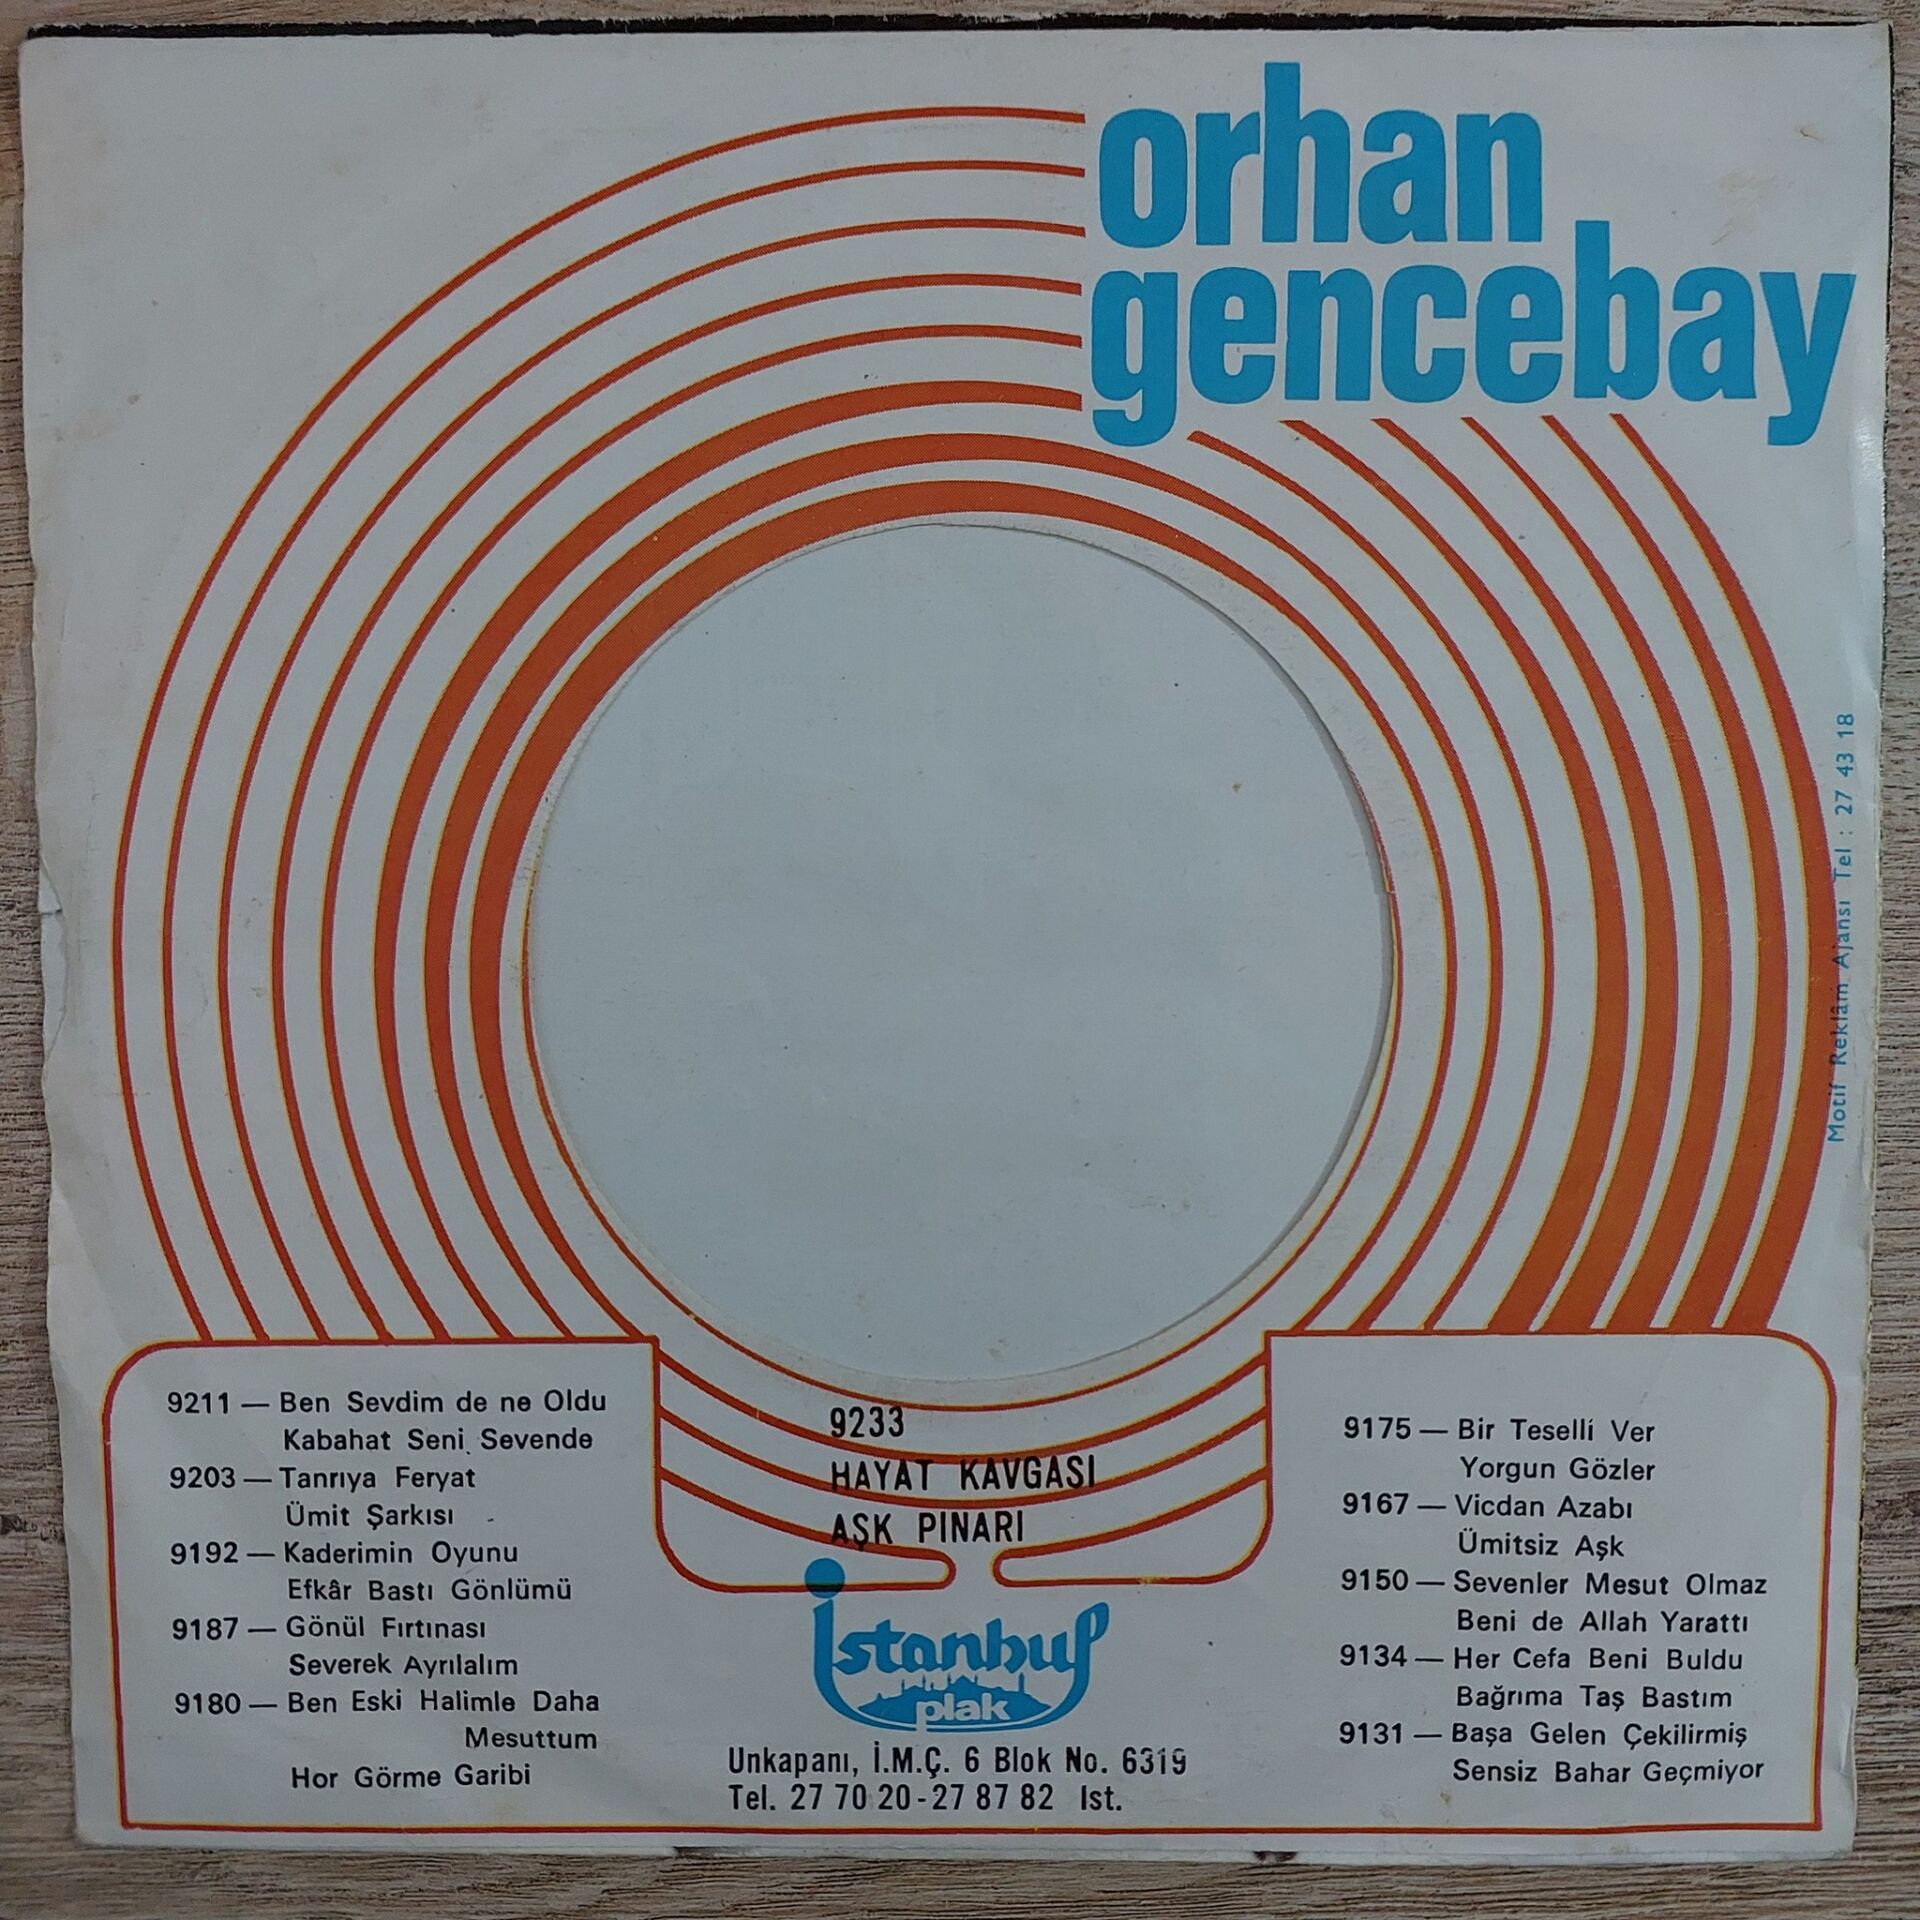 orhan
gencebay
Motif Reklâm Ajansı Tel : 27 43 18
9211 — Ben Sevdim de ne Oldu
Kabahat Seni Sevende
9203 — Tanrıya Feryat
Ümit Şarkısı
9192 — Kaderimin Oyunu
Efkâr Bastı Gönlümü
9187 — Gönül Fırtınası
Severek Ayrılalım
9180 — Ben Eski Halimle Daha
Mesuttum
Hor Görme Garibi
9233
HAYAT KAVGASI
AŞK PINARI
istanbul
plak
Unkapanı, İ.M.Ç. 6 Blok No. 6319
Tel. 27 70 20 - 27 87 82 Ist.
9175 — Bir Teselli Ver
Yorgun Gözler
9167 — Vicdan Azabı
Ümitsiz Aşk
9150 — Sevenler Mesut Olmaz
Beni de Allah Yarattı
9134 — Her Cefa Beni Buldu
Bağrıma Taş Bastım
9131 — Başa Gelen Çekilirmiş
Sensiz Bahar Geçmiyor